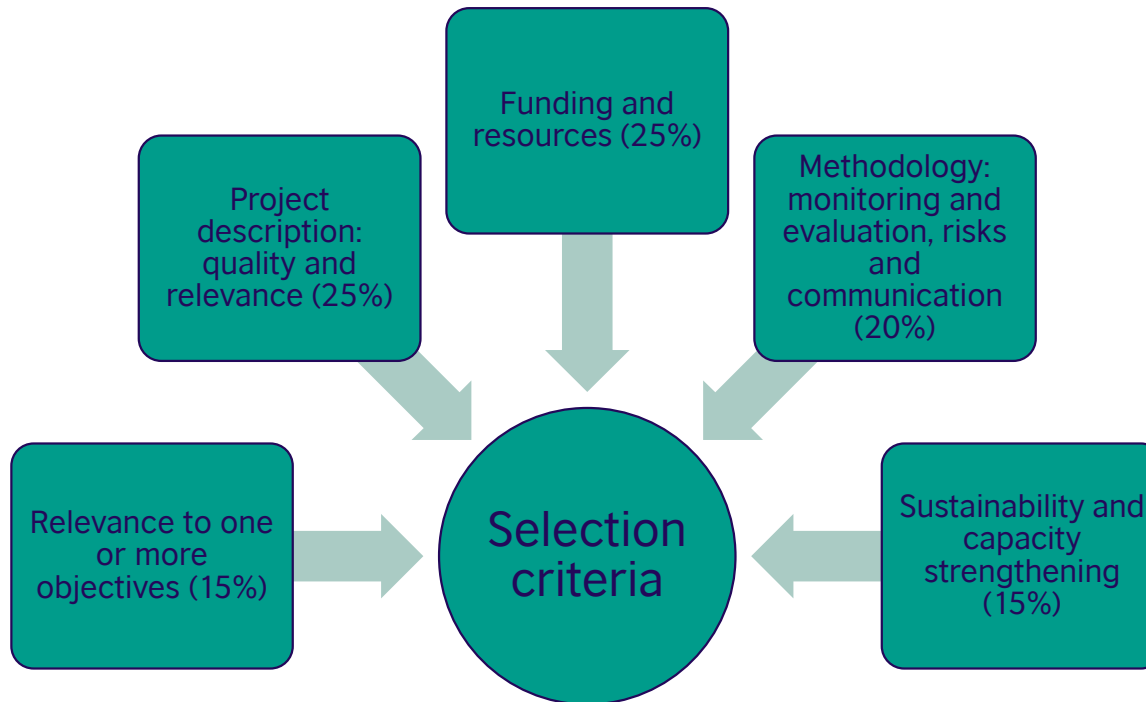 Funding and
resources (25%)
Project
description:
quality and
relevance (25%)
Methodology:
monitoring and
evaluation, risks
and
communication
(20%)
Relevance to one
or more
objectives (15%)
Selection
criteria
Sustainability and
capacity
strengthening
(15%)